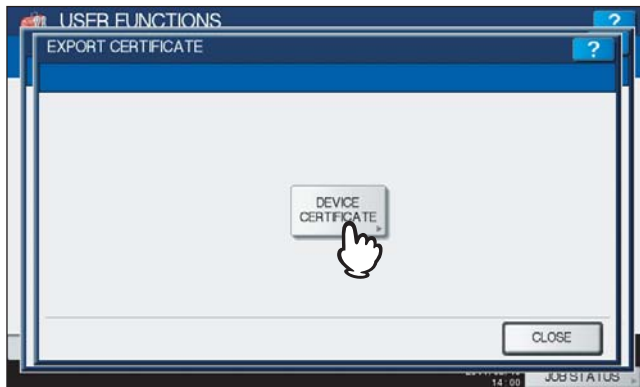 USER FUNCTIONS
?
EXPORT CERTIFICATE
?
DEVICE
CERTIFICATE
CLOSE
14:00
JOB STATUS